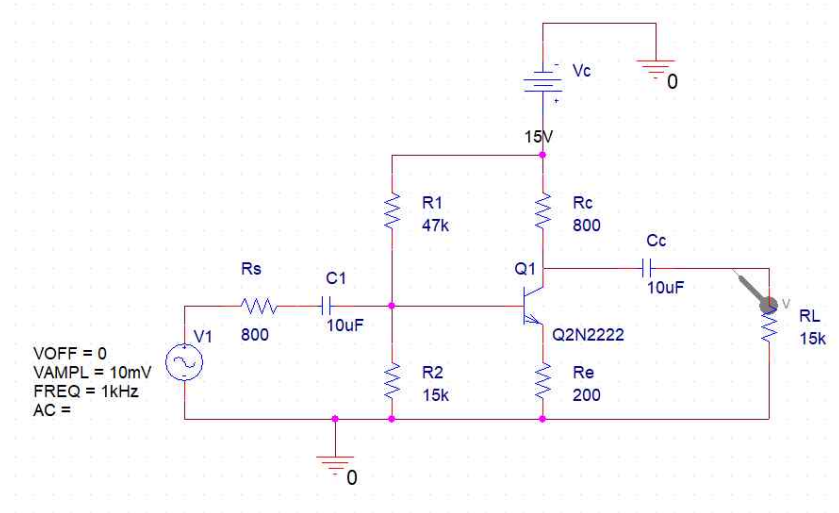 Vc
0
15V
R1
47k
Rc
800
Cc
10uF
Rs
800
C1
10uF
Q1
Q2N2222
V
RL
15k
V1
VOFF = 0
VAMPL = 10mV
FREQ = 1kHz
AC =
R2
15k
Re
200
0
-
+